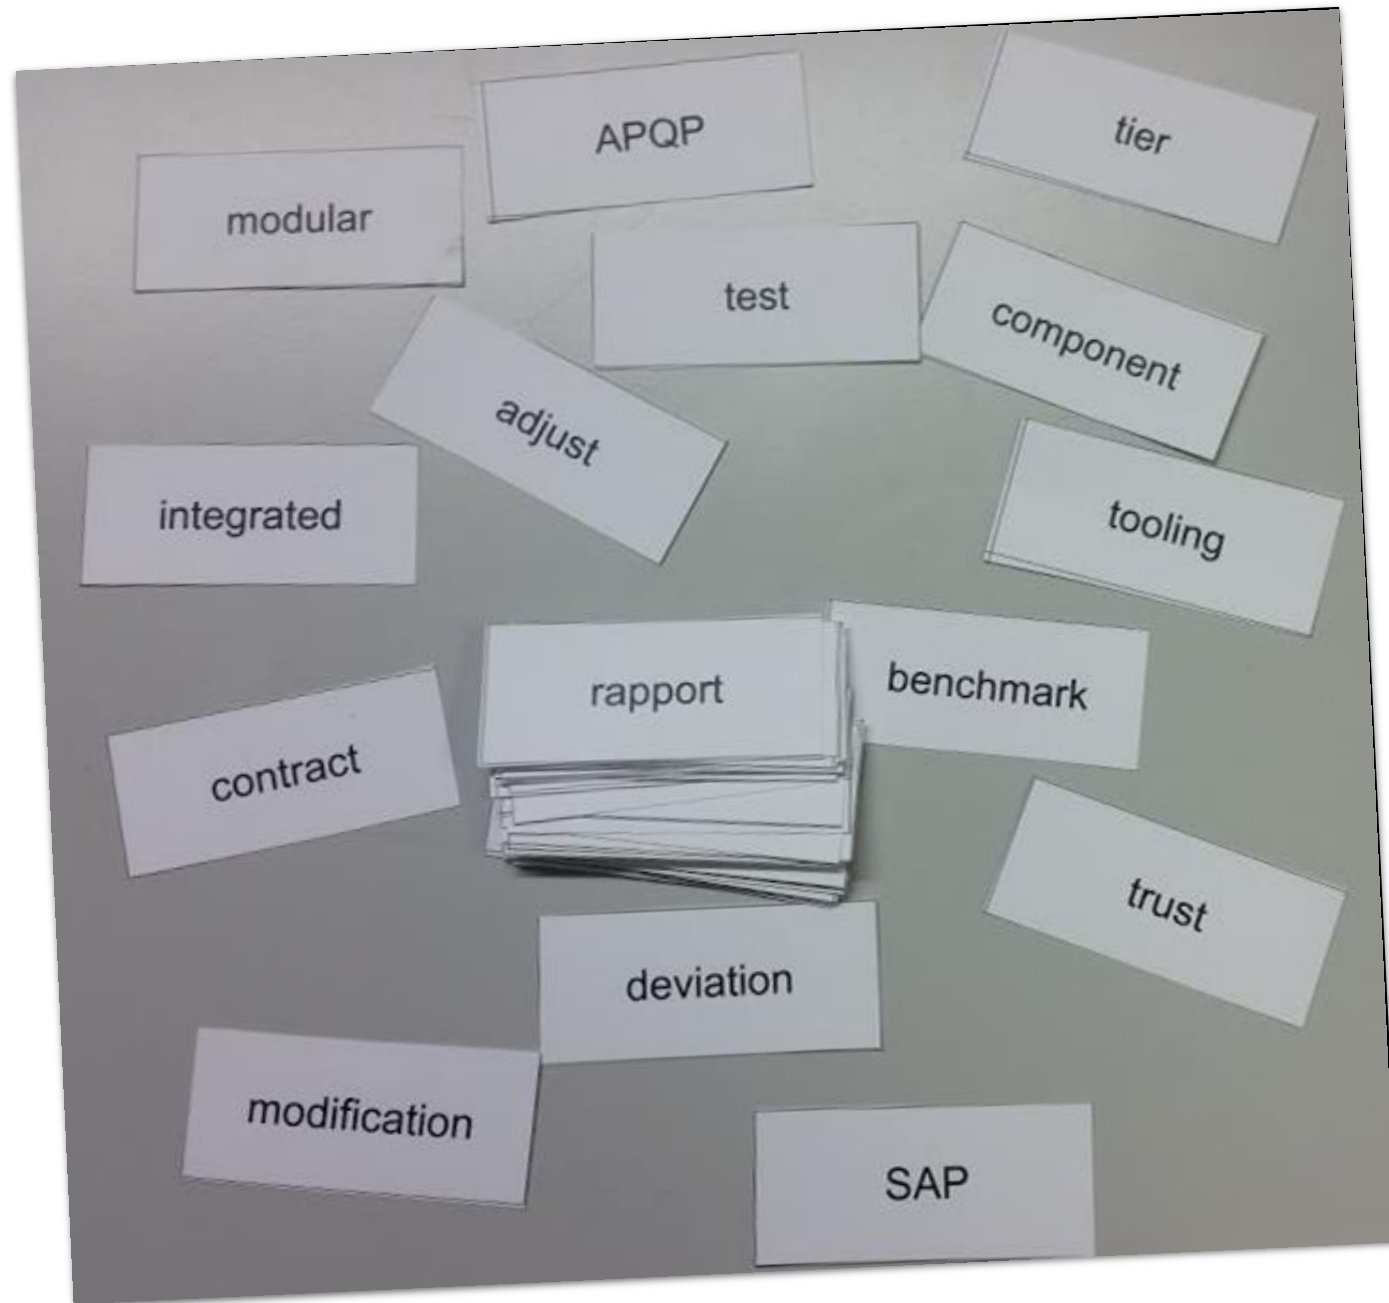 APQP
tier
modular
test
component
adjust
integrated
tooling
rapport
benchmark
contract
trust
deviation
modification
SAP